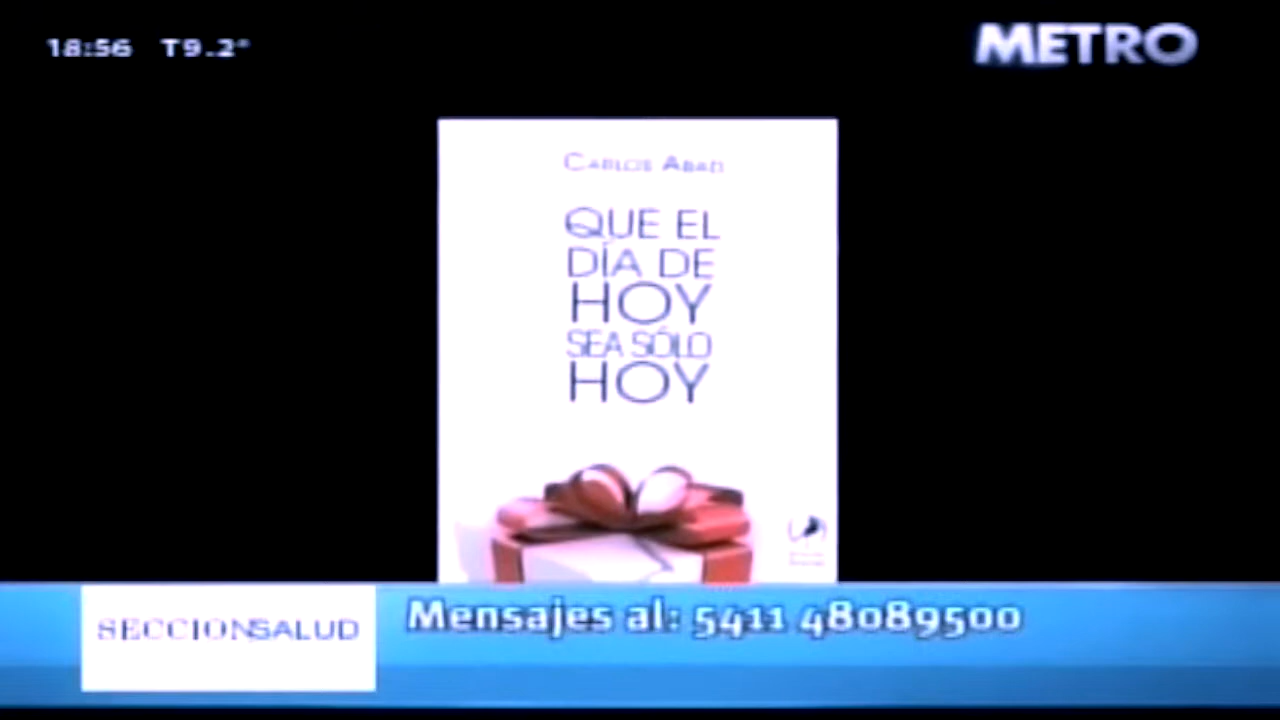 18:56 T9.2°
METRO
CARLOS ABAD
QUE EL
DÍA DE
HOY
SEA SÓLO
HOY
SECCIONSALUD
Mensajes al: 5411 48089500